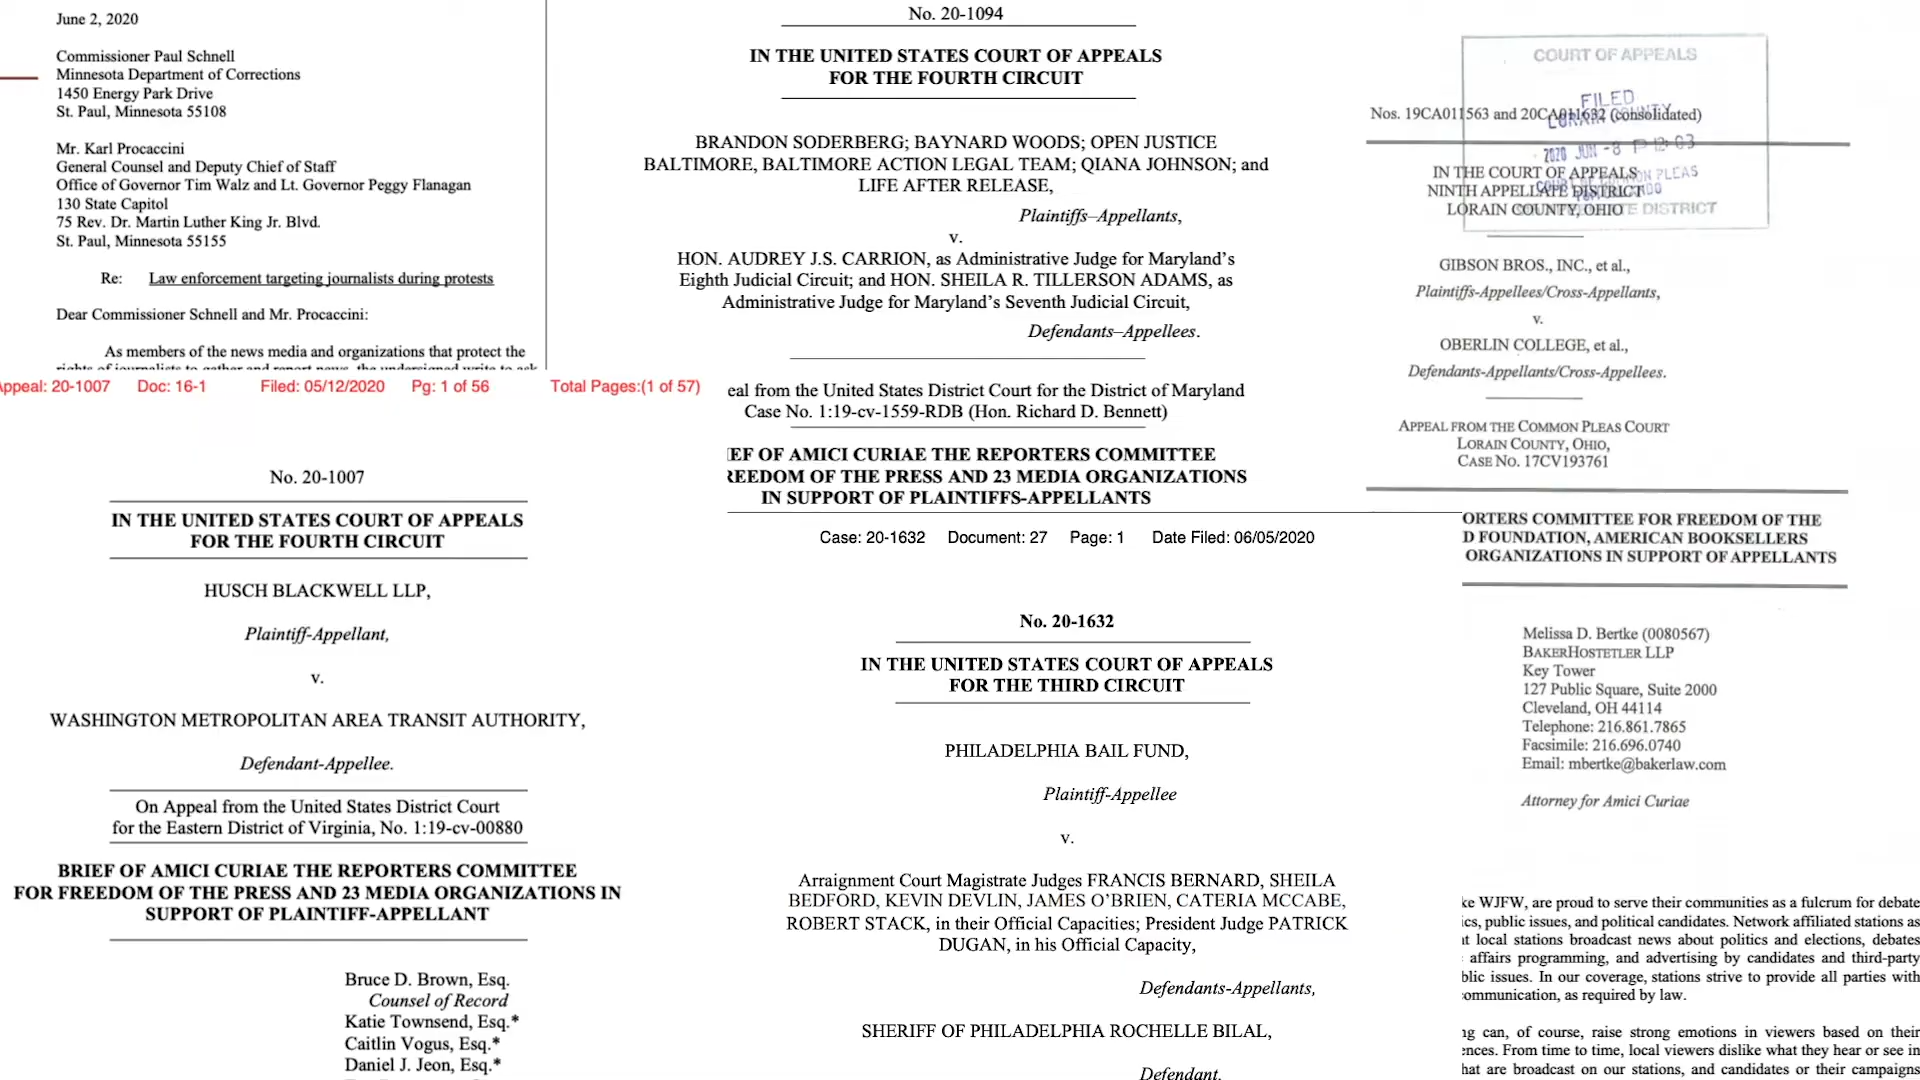 June 2, 2020
Commissioner Paul Schnell
Minnesota Department of Corrections
1450 Energy Park Drive
St. Paul, Minnesota 55108
Mr. Karl Procaccini
General Counsel and Deputy Chief of Staff
Office of Governor Tim Walz and Lt. Governor Peggy Flanagan
130 State Capitol
75 Rev. Dr. Martin Luther King Jr. Blvd.
St. Paul, Minnesota 55155
Re: Law enforcement targeting journalists during protests
Dear Commissioner Schnell and Mr. Procaccini:
As members of the news media and organizations that protect the
No. 20-1094
IN THE UNITED STATES COURT OF APPEALS
FOR THE FOURTH CIRCUIT
BRANDON SODERBERG; BAYNARD WOODS; OPEN JUSTICE
BALTIMORE, BALTIMORE ACTION LEGAL TEAM; QIANA JOHNSON; and
LIFE AFTER RELEASE,
Plaintiffs–Appellants,
v.
HON. AUDREY J.S. CARRION, as Administrative Judge for Maryland's
Eighth Judicial Circuit; and HON. SHEILA R. TILLERSON ADAMS, as
Administrative Judge for Maryland's Seventh Judicial Circuit,
Defendants–Appellees.
eal from the United States District Court for the District of Maryland
Case No. 1:19-cv-1559-RDB (Hon. Richard D. Bennett)
EF OF AMICI CURIAE THE REPORTERS COMMITTEE
REEDOM OF THE PRESS AND 23 MEDIA ORGANIZATIONS
IN SUPPORT OF PLAINTIFFS-APPELLANTS
COURT OF APPEALS
FILED
LORAIN COUNTY
Nos. 19CA011563 and 20CA011632 (consolidated)
2020 JUN -8 P 12:03
IN THE COURT OF APPEALS
NINTH APPELLATE DISTRICT
LORAIN COUNTY, OHIO
GIBSON BROS., INC., et al.,
Plaintiffs-Appellees/Cross-Appellants,
v.
OBERLIN COLLEGE, et al.,
Defendants-Appellants/Cross-Appellees.
APPEAL FROM THE COMMON PLEAS COURT
LORAIN COUNTY, OHIO,
CASE NO. 17CV193761
ORTERS COMMITTEE FOR FREEDOM OF THE
D FOUNDATION, AMERICAN BOOKSELLERS
ORGANIZATIONS IN SUPPORT OF APPELLANTS
Melissa D. Bertke (0080567)
BAKERHOSTETLER LLP
Key Tower
127 Public Square, Suite 2000
Cleveland, OH 44114
Telephone: 216.861.7865
Facsimile: 216.696.0740
Email: mbertke@bakerlaw.com
Attorney for Amici Curiae
Appeal: 20-1007 Doc: 16-1 Filed: 05/12/2020 Pg: 1 of 56 Total Pages:(1 of 57)
No. 20-1007
IN THE UNITED STATES COURT OF APPEALS
FOR THE FOURTH CIRCUIT
HUSCH BLACKWELL LLP,
Plaintiff-Appellant,
v.
WASHINGTON METROPOLITAN AREA TRANSIT AUTHORITY,
Defendant-Appellee.
On Appeal from the United States District Court
for the Eastern District of Virginia, No. 1:19-cv-00880
BRIEF OF AMICI CURIAE THE REPORTERS COMMITTEE
FOR FREEDOM OF THE PRESS AND 23 MEDIA ORGANIZATIONS IN
SUPPORT OF PLAINTIFF-APPELLANT
Bruce D. Brown, Esq.
Counsel of Record
Katie Townsend, Esq.*
Caitlin Vogus, Esq.*
Daniel J. Jeon, Esq.*
Case: 20-1632 Document: 27 Page: 1 Date Filed: 06/05/2020
No. 20-1632
IN THE UNITED STATES COURT OF APPEALS
FOR THE THIRD CIRCUIT
PHILADELPHIA BAIL FUND,
Plaintiff-Appellee
v.
Arraignment Court Magistrate Judges FRANCIS BERNARD, SHEILA
BEDFORD, KEVIN DEVLIN, JAMES O'BRIEN, CATERIA MCCABE,
ROBERT STACK, in their Official Capacities; President Judge PATRICK
DUGAN, in his Official Capacity,
Defendants-Appellants,
SHERIFF OF PHILADELPHIA ROCHELLE BILAL,
Defendant.
ke WJFW, are proud to serve their communities as a fulcrum for debate
ics, public issues, and political candidates. Network affiliated stations as
local stations broadcast news about politics and elections, debates
affairs programming, and advertising by candidates and third-party
blic issues. In our coverage, stations strive to provide all parties with
communication, as required by law.
ng can, of course, raise strong emotions in viewers based on their
ences. From time to time, local viewers dislike what they hear or see in
hat are broadcast on our stations, and candidates or their campaigns